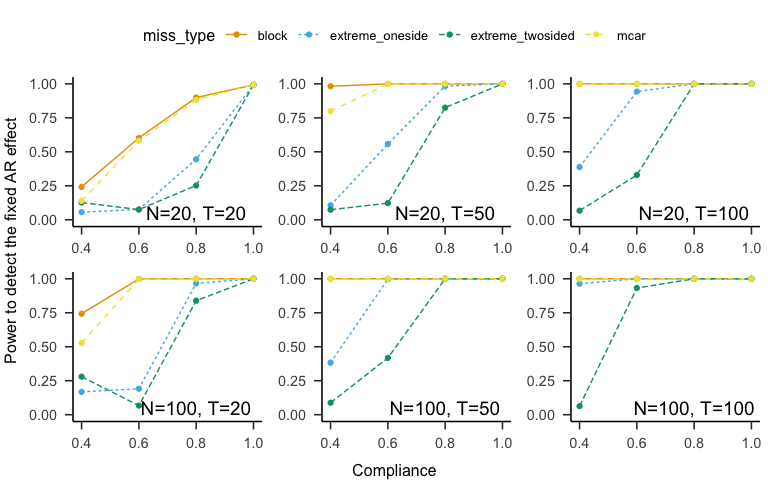 miss_type block extreme_oneside extreme_twosided mcar
Power to detect the fixed AR effect
1.00
0.75
0.50
0.25
0.00
N=20, T=20
0.4 0.6 0.8 1.0
1.00
0.75
0.50
0.25
0.00
N=20, T=50
0.4 0.6 0.8 1.0
1.00
0.75
0.50
0.25
0.00
N=20, T=100
0.4 0.6 0.8 1.0
1.00
0.75
0.50
0.25
0.00
N=100, T=20
0.4 0.6 0.8 1.0
1.00
0.75
0.50
0.25
0.00
N=100, T=50
0.4 0.6 0.8 1.0
1.00
0.75
0.50
0.25
0.00
N=100, T=100
0.4 0.6 0.8 1.0
Compliance